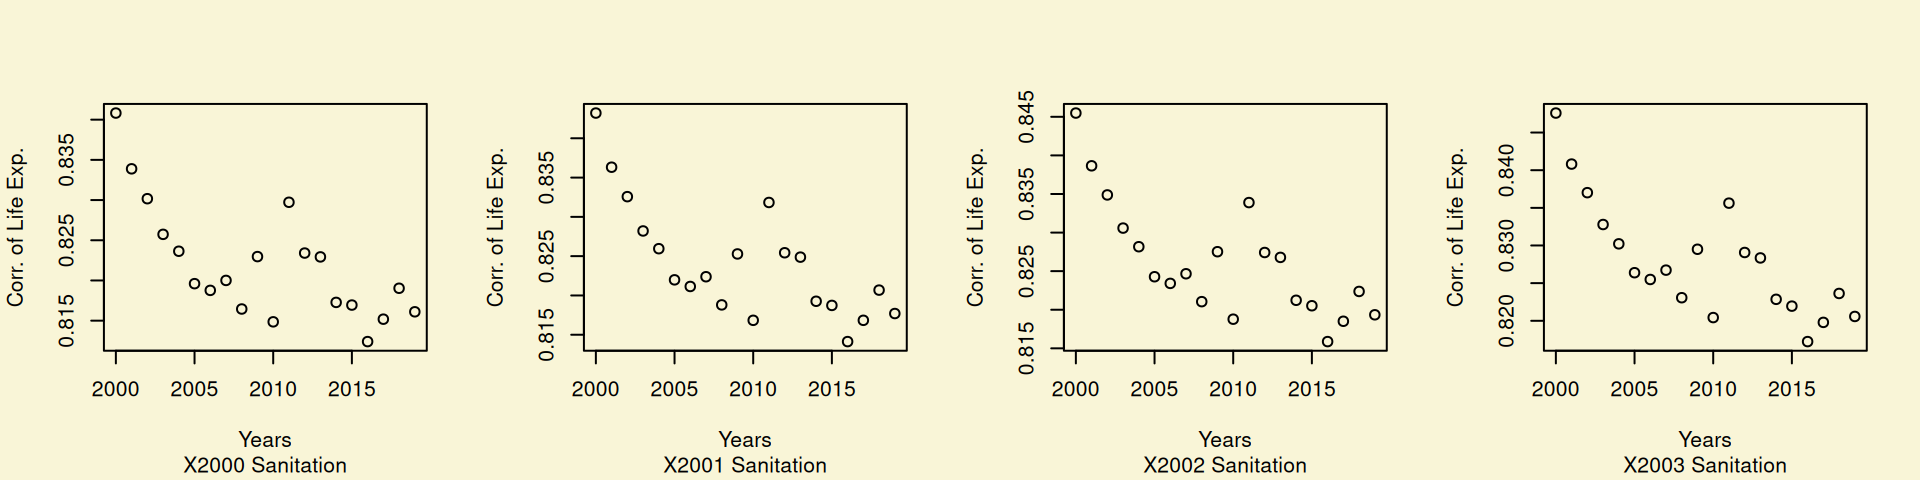 Corr. of Life Exp.
0.835
0.825
0.815
2000 2005 2010 2015
Years
X2000 Sanitation
Corr. of Life Exp.
0.835
0.825
0.815
2000 2005 2010 2015
Years
X2001 Sanitation
Corr. of Life Exp.
0.845
0.835
0.825
0.815
2000 2005 2010 2015
Years
X2002 Sanitation
Corr. of Life Exp.
0.840
0.830
0.820
2000 2005 2010 2015
Years
X2003 Sanitation